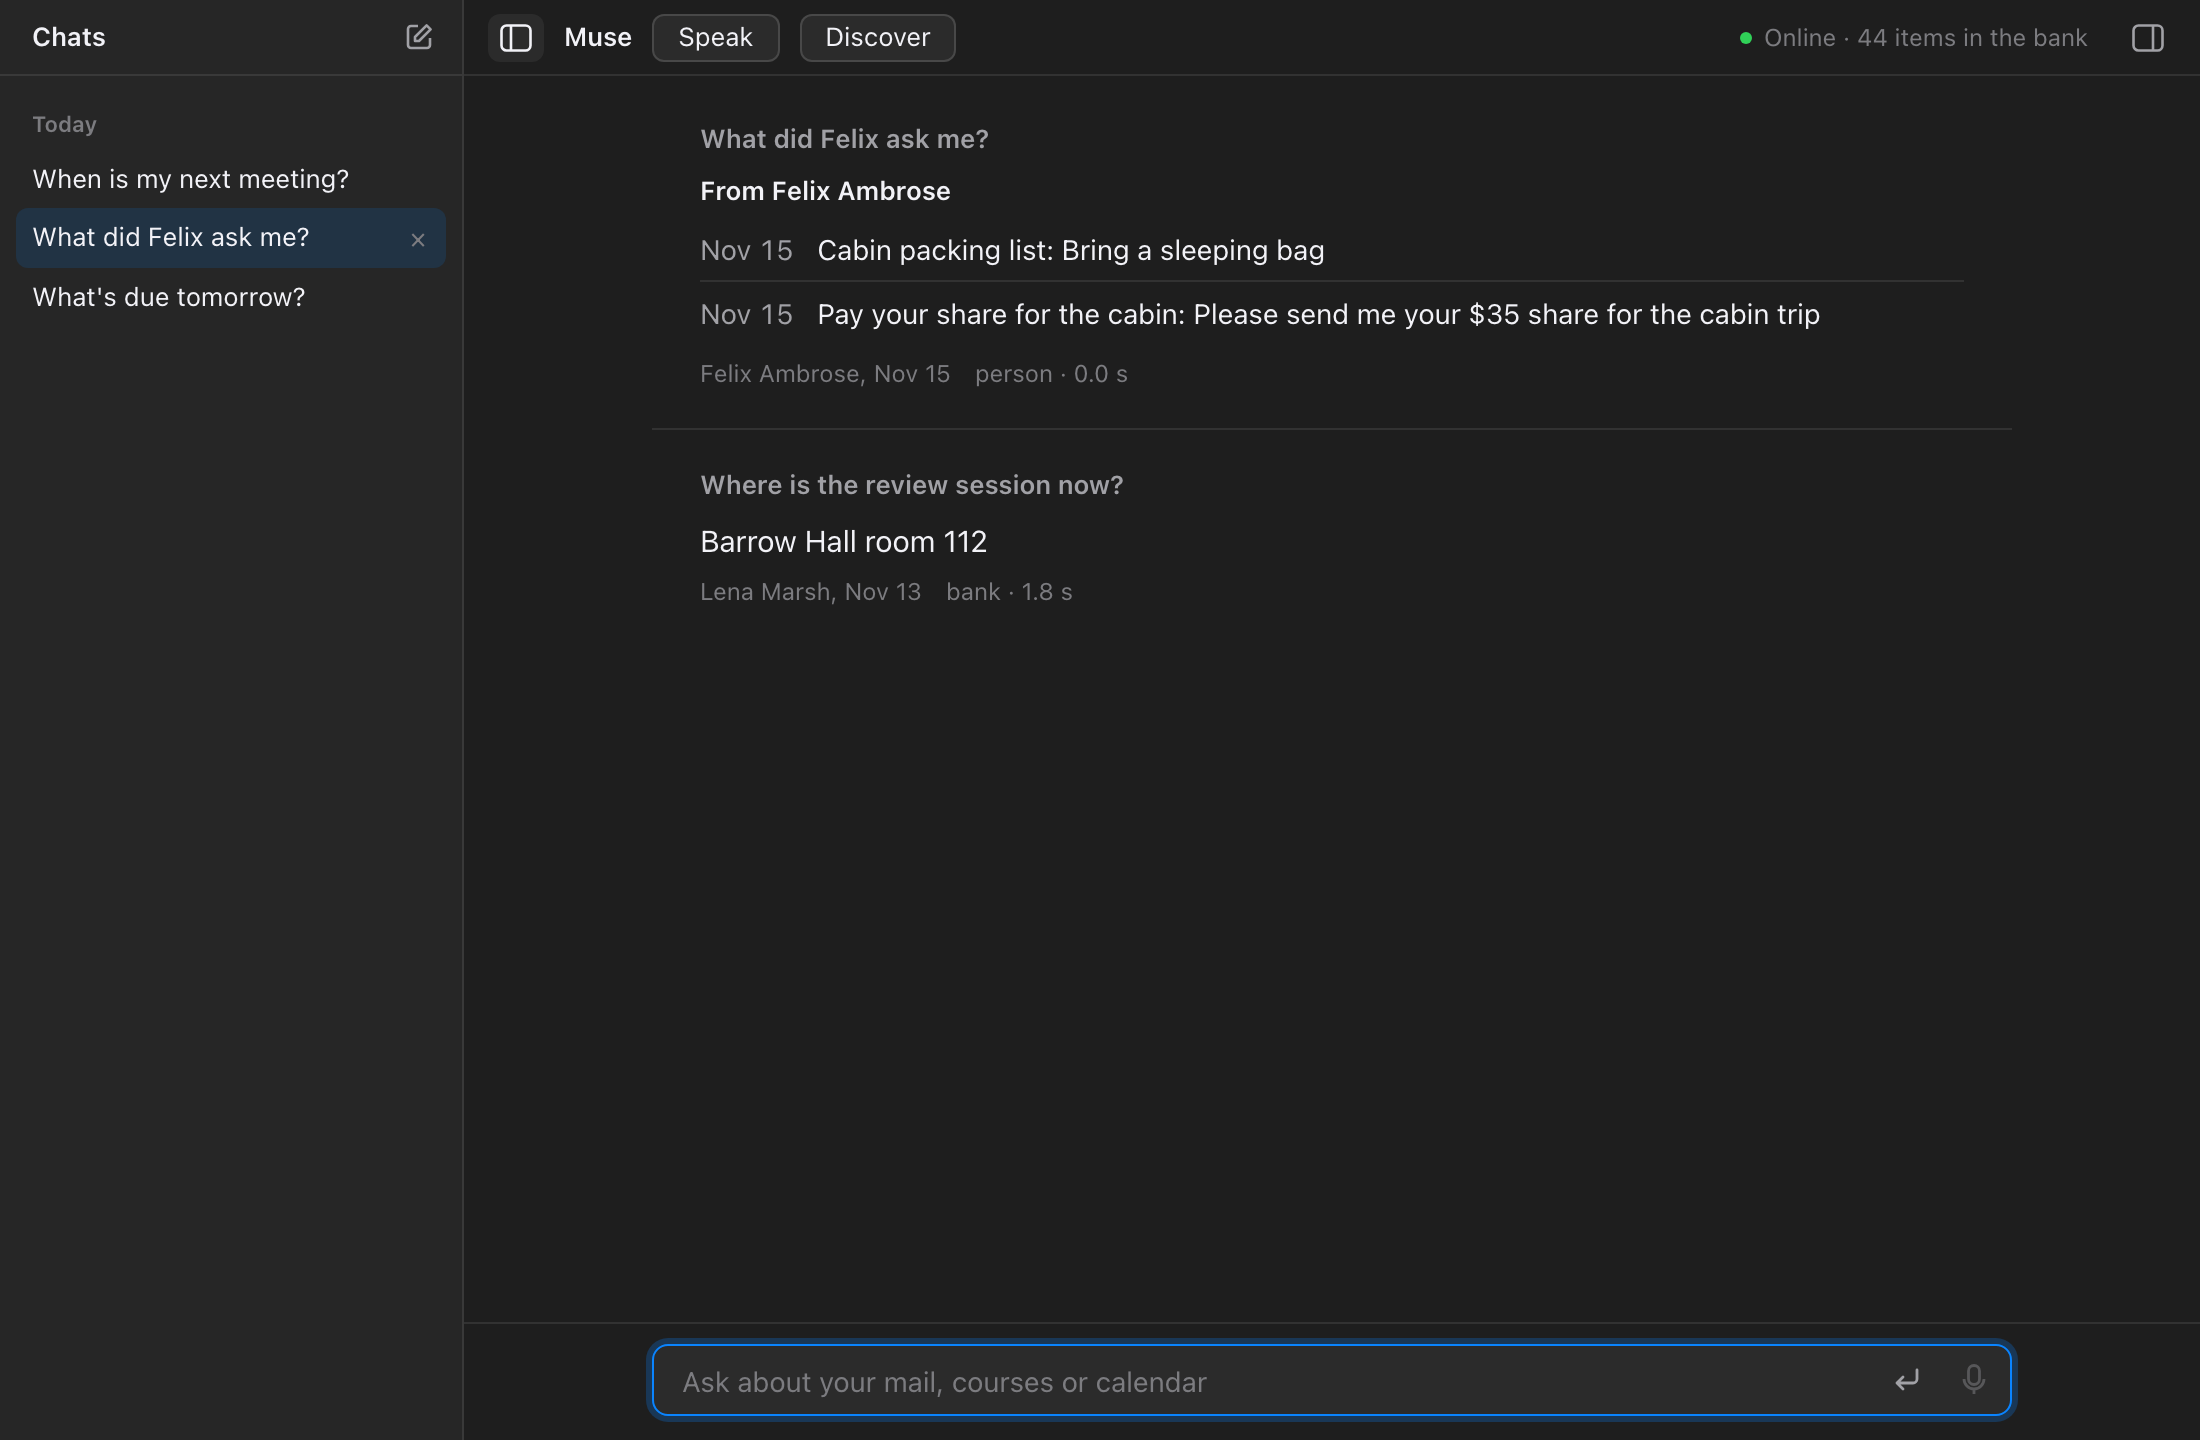 Chats
Today
When is my next meeting?
What did Felix ask me?
What's due tomorrow?
Muse
Speak
Discover
Online · 44 items in the bank
What did Felix ask me?
From Felix Ambrose
Nov 15 Cabin packing list: Bring a sleeping bag
Nov 15 Pay your share for the cabin: Please send me your $35 share for the cabin trip
Felix Ambrose, Nov 15 person · 0.0 s
Where is the review session now?
Barrow Hall room 112
Lena Marsh, Nov 13 bank · 1.8 s
Ask about your mail, courses or calendar